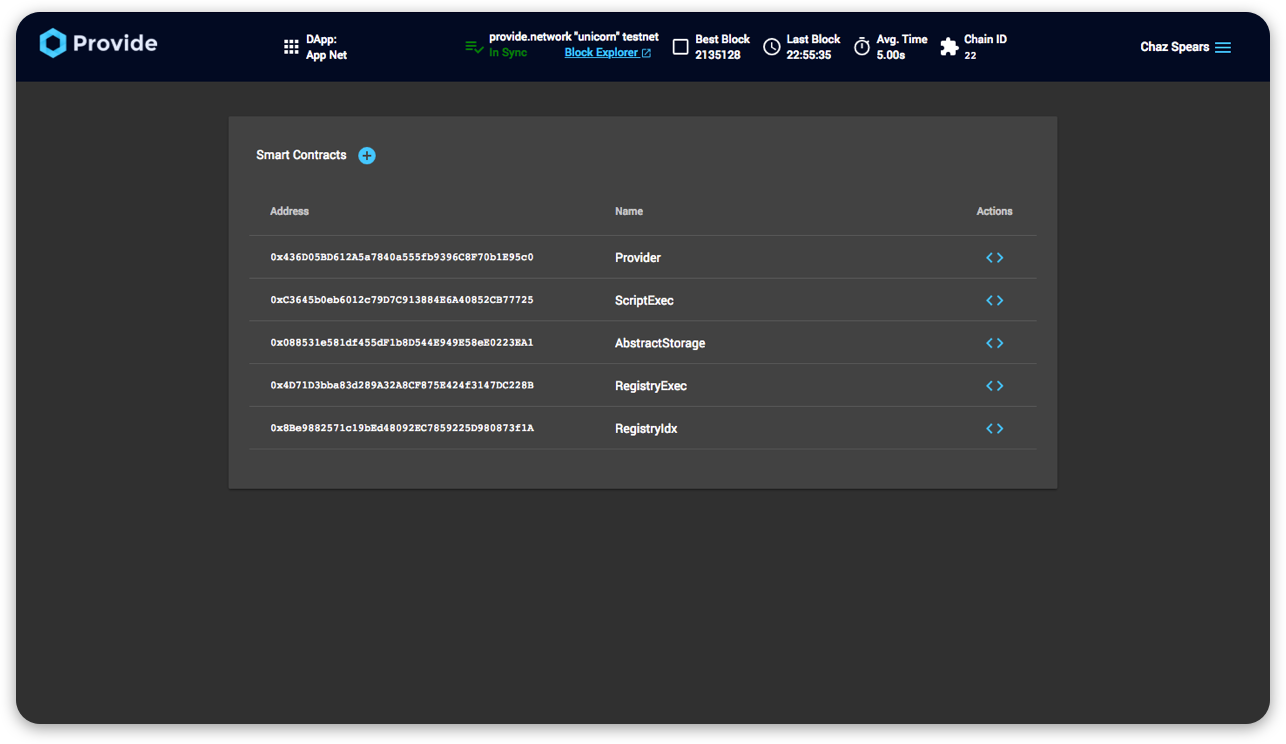 Provide
DApp:
App Net
provide.network "unicorn" testnet
In Sync
Block Explorer
Best Block
2135128
Last Block
22:55:35
Avg. Time
5.00s
Chain ID
22
Chaz Spears
Smart Contracts
Address Name Actions
0x436D05BD612A5a7840a555fb9396C8F70b1E95c0 Provider
0xC3645b0eb6012c79D7C913884E6A40852CB77725 ScriptExec
0x088531e581df455dF1b8D544E949E58eE0223EA1 AbstractStorage
0x4D71D3bba83d289A32A8CF875E424f3147DC228B RegistryExec
0x8Be9882571c19bEd48092EC7859225D980873f1A RegistryIdx